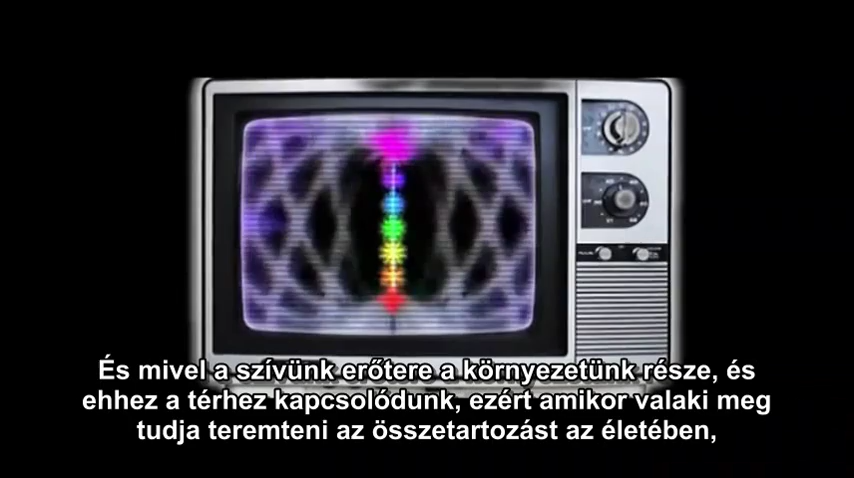 És mivel a szívünk erőtere a környezetünk része, és
ehhez a térhez kapcsolódunk, ezért amikor valaki meg
tudja teremteni az összetartozást az életében,